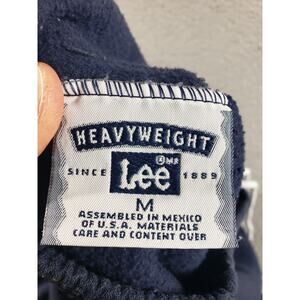 HEAVYWEIGHT
Lee ®MR
SINCE 1889
M
ASSEMBLED IN MEXICO
OF U.S.A. MATERIALS
CARE AND CONTENT OVER